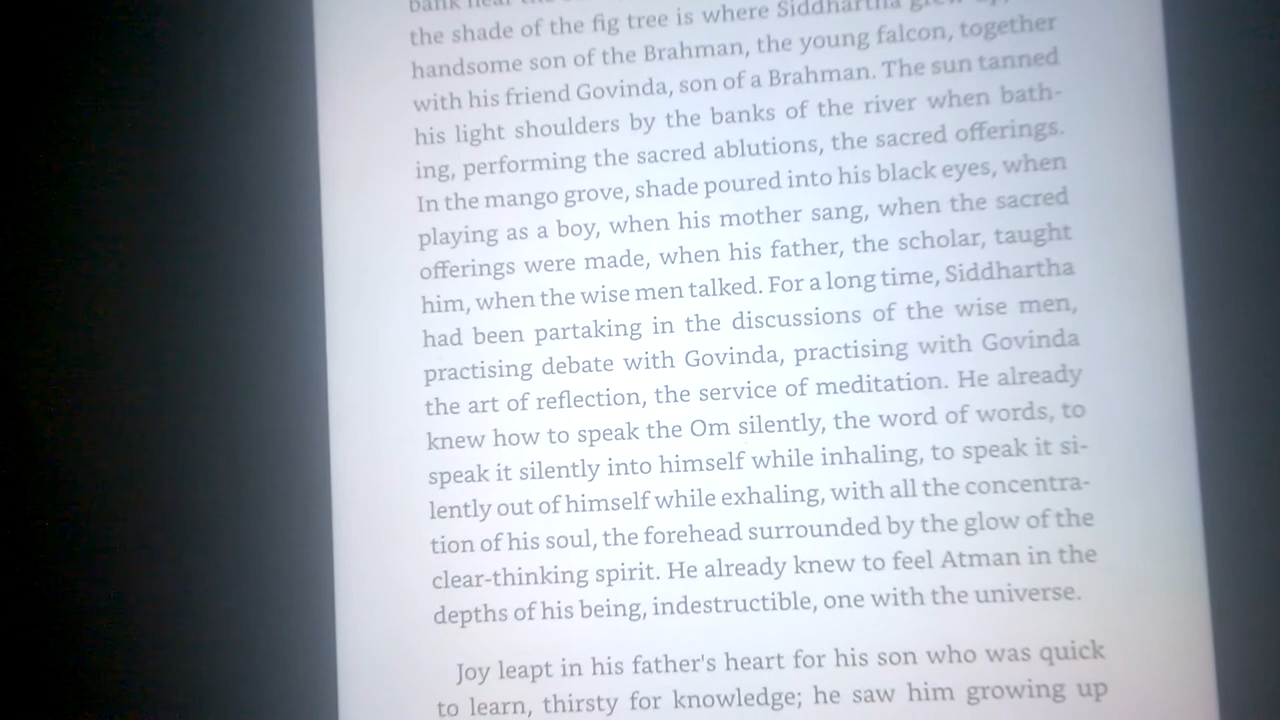 the shade of the fig tree is where Siddhartha grew
handsome son of the Brahman, the young falcon, together
with his friend Govinda, son of a Brahman. The sun tanned
his light shoulders by the banks of the river when bath-
ing, performing the sacred ablutions, the sacred offerings.
In the mango grove, shade poured into his black eyes, when
playing as a boy, when his mother sang, when the sacred
offerings were made, when his father, the scholar, taught
him, when the wise men talked. For a long time, Siddhartha
had been partaking in the discussions of the wise men,
practising debate with Govinda, practising with Govinda
the art of reflection, the service of meditation. He already
knew how to speak the Om silently, the word of words, to
speak it silently into himself while inhaling, to speak it si-
lently out of himself while exhaling, with all the concentra-
tion of his soul, the forehead surrounded by the glow of the
clear-thinking spirit. He already knew to feel Atman in the
depths of his being, indestructible, one with the universe.
Joy leapt in his father's heart for his son who was quick
to learn, thirsty for knowledge; he saw him growing up